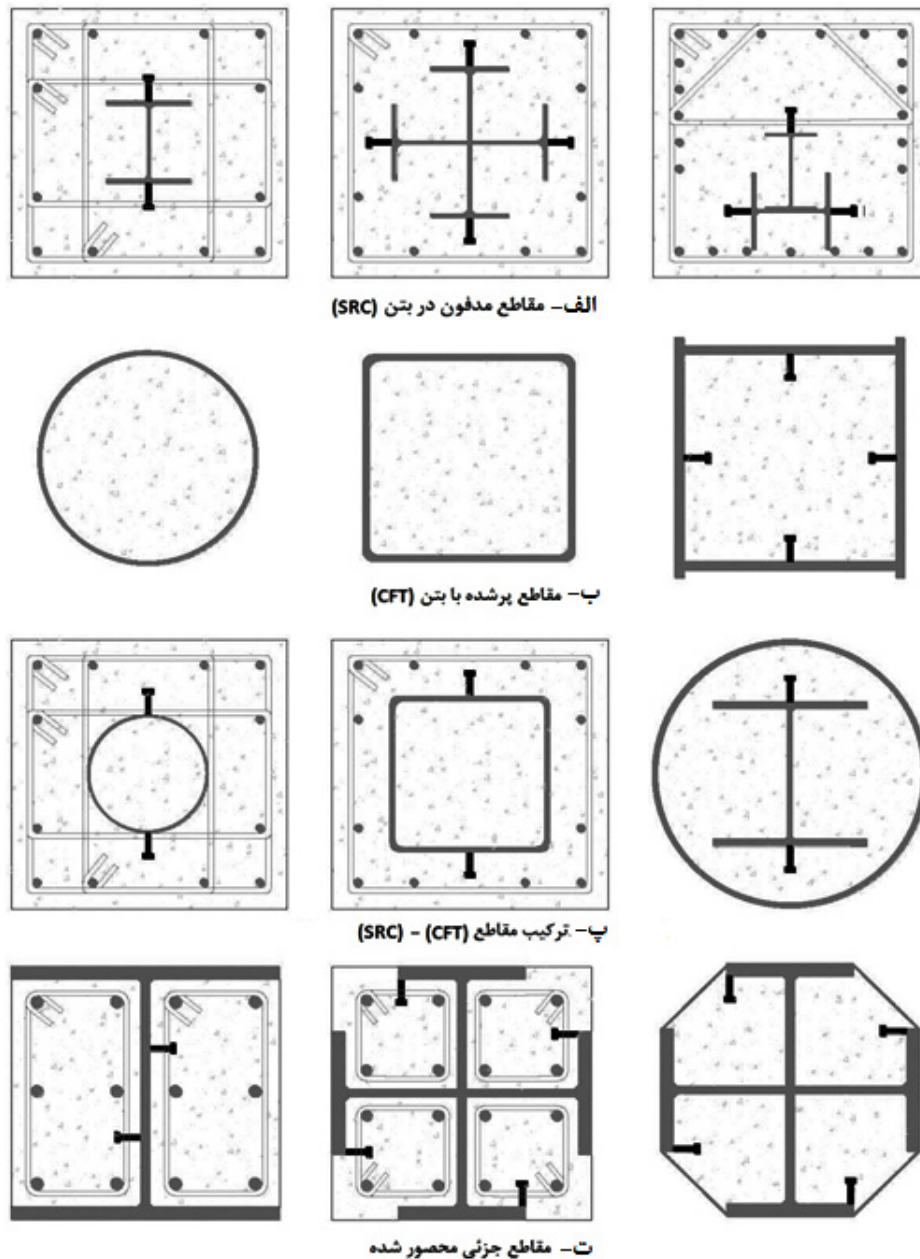 الف- مقاطع مدفون در بتن (SRC)
ب- مقاطع پرشده با بتن (CFT)
پ- ترکیب مقاطع (CFT) - (SRC)
ت- مقاطع جزئی محصور شده